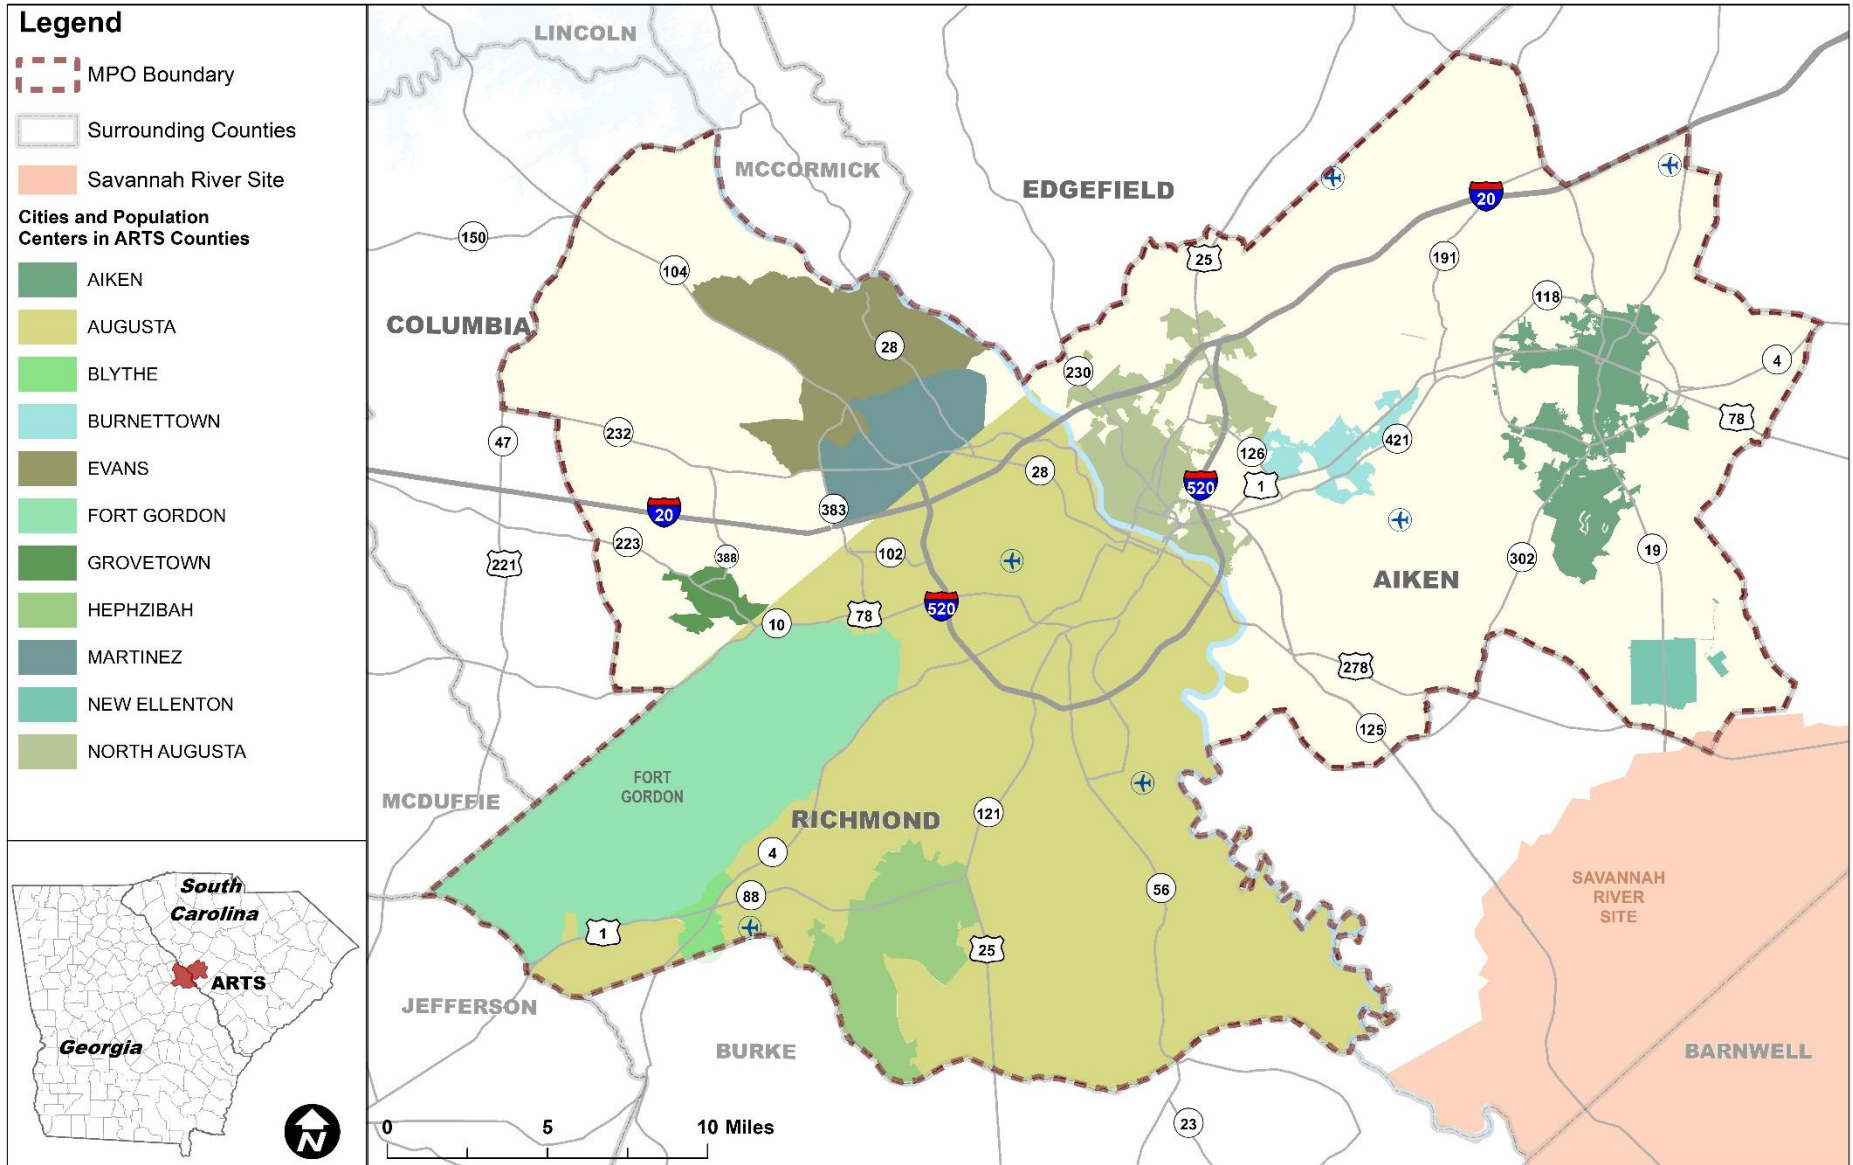 Legend
MPO Boundary
Surrounding Counties
Savannah River Site
Cities and Population
Centers in ARTS Counties
AIKEN
AUGUSTA
BLYTHE
BURNETTOWN
EVANS
FORT GORDON
GROVETOWN
HEPHZIBAH
MARTINEZ
NEW ELLENTON
NORTH AUGUSTA
South
Carolina
ARTS
Georgia
N
LINCOLN
MCCORMICK
EDGEFIELD
20
150
25
191
104
118
COLUMBIA
28
4
230
78
47
232
421
126
28
520
1
20
383
223
388
221
102
302
19
AIKEN
520
78
10
278
125
FORT
GORDON
MCDUFFIE
121
RICHMOND
4
88
56
SAVANNAH
RIVER
SITE
1
25
JEFFERSON
BURKE
BARNWELL
23
0 5 10 Miles